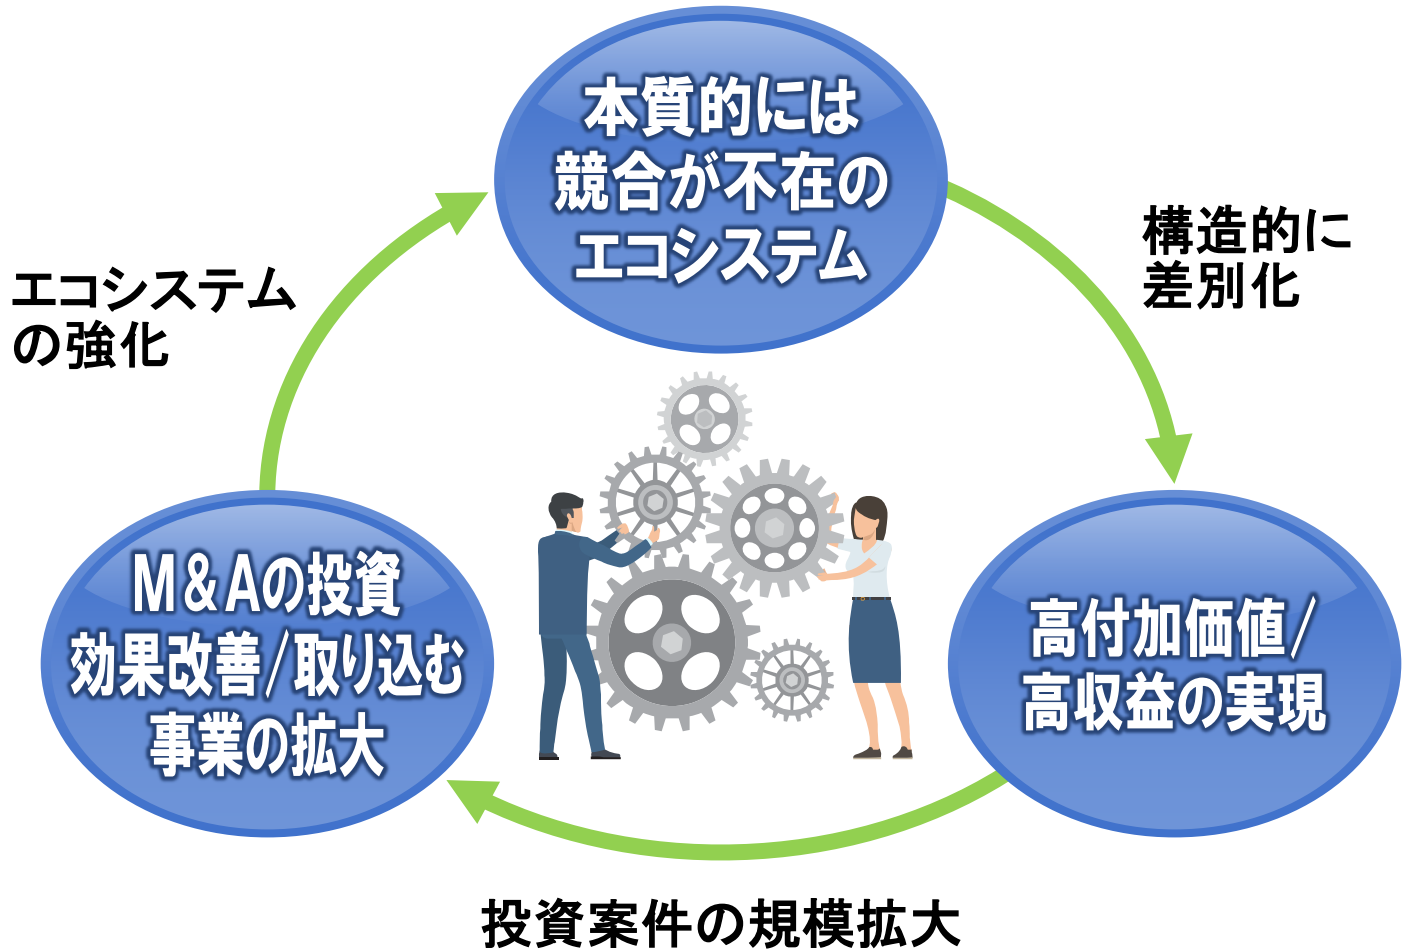 本質的には
競合が不在の
エコシステム
構造的に
差別化
エコシステム
の強化
M＆Aの投資
効果改善/取り込む
事業の拡大
高付加価値/
高収益の実現
投資案件の規模拡大